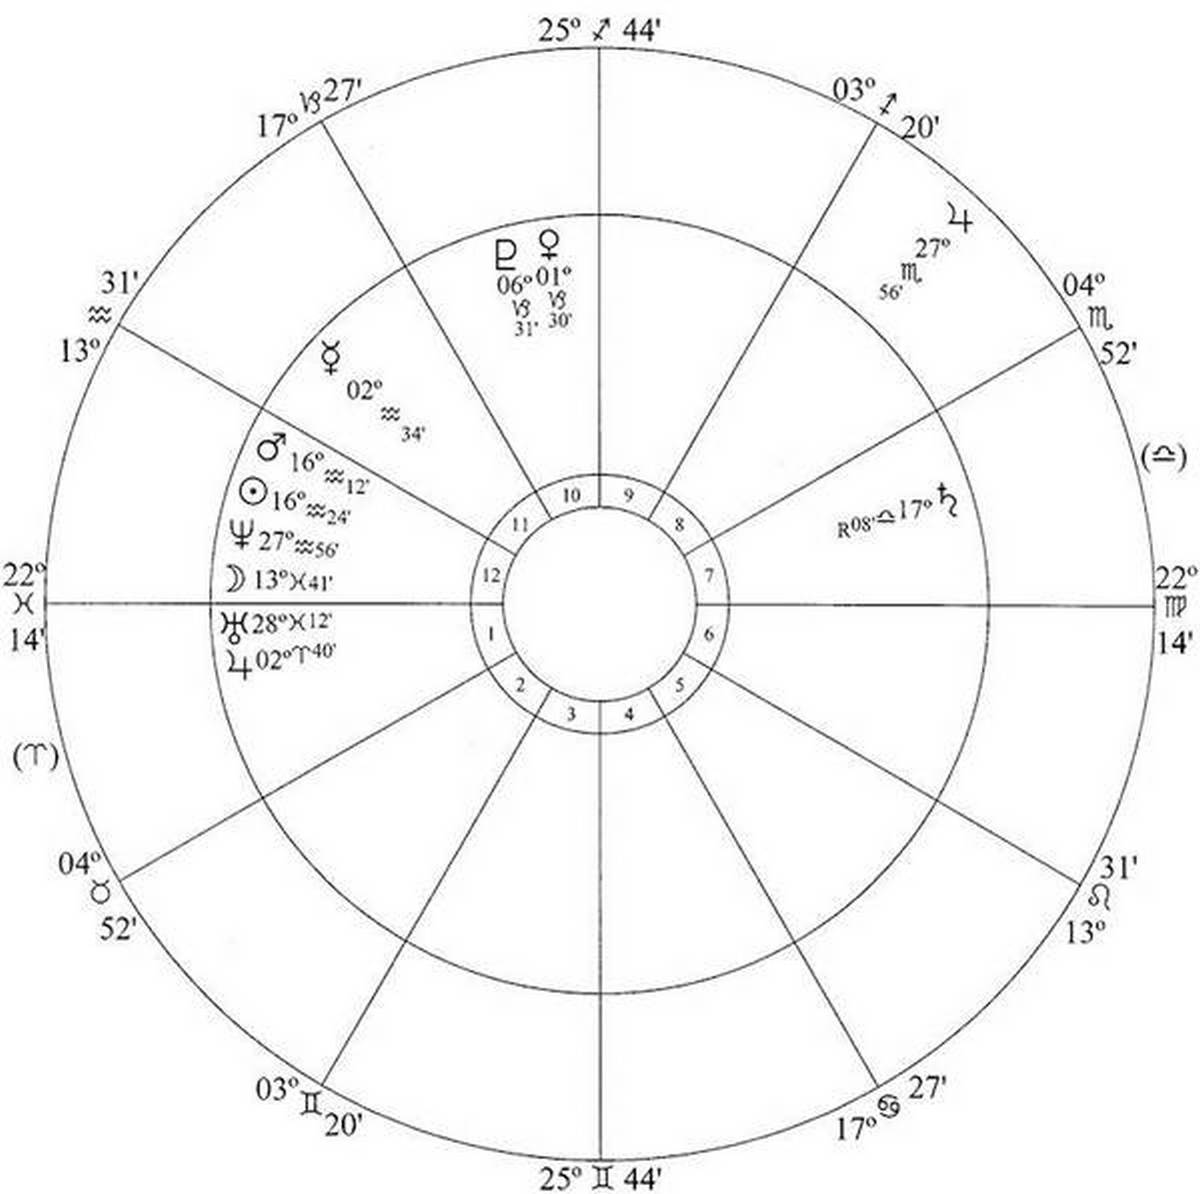 25° ♐ 44'
03° ♐ 20'
17° ♑ 27'
♃
27°
♏
56'
04°
♏
52'
31'
♒
13°
♇ ♀
06° 01°
♑ ♑
31' 30'
☿
02°
♒
34'
♂ 16° ♒ 12'
☉ 16° ♒ 24'
♆ 27° ♒ 56'
☽ 13° ♓ 41'
(♎)
R 08' ♎ 17° ♄
10 9
11 8
12 7
1 6
2 5
3 4
22°
♓
14'
22°
♍
14'
♅ 28° ♓ 12'
♃ 02° ♈ 40'
(♈)
04°
♉
52'
31'
♌
13°
03° ♊ 20'
17° ♋ 27'
25° ♊ 44'